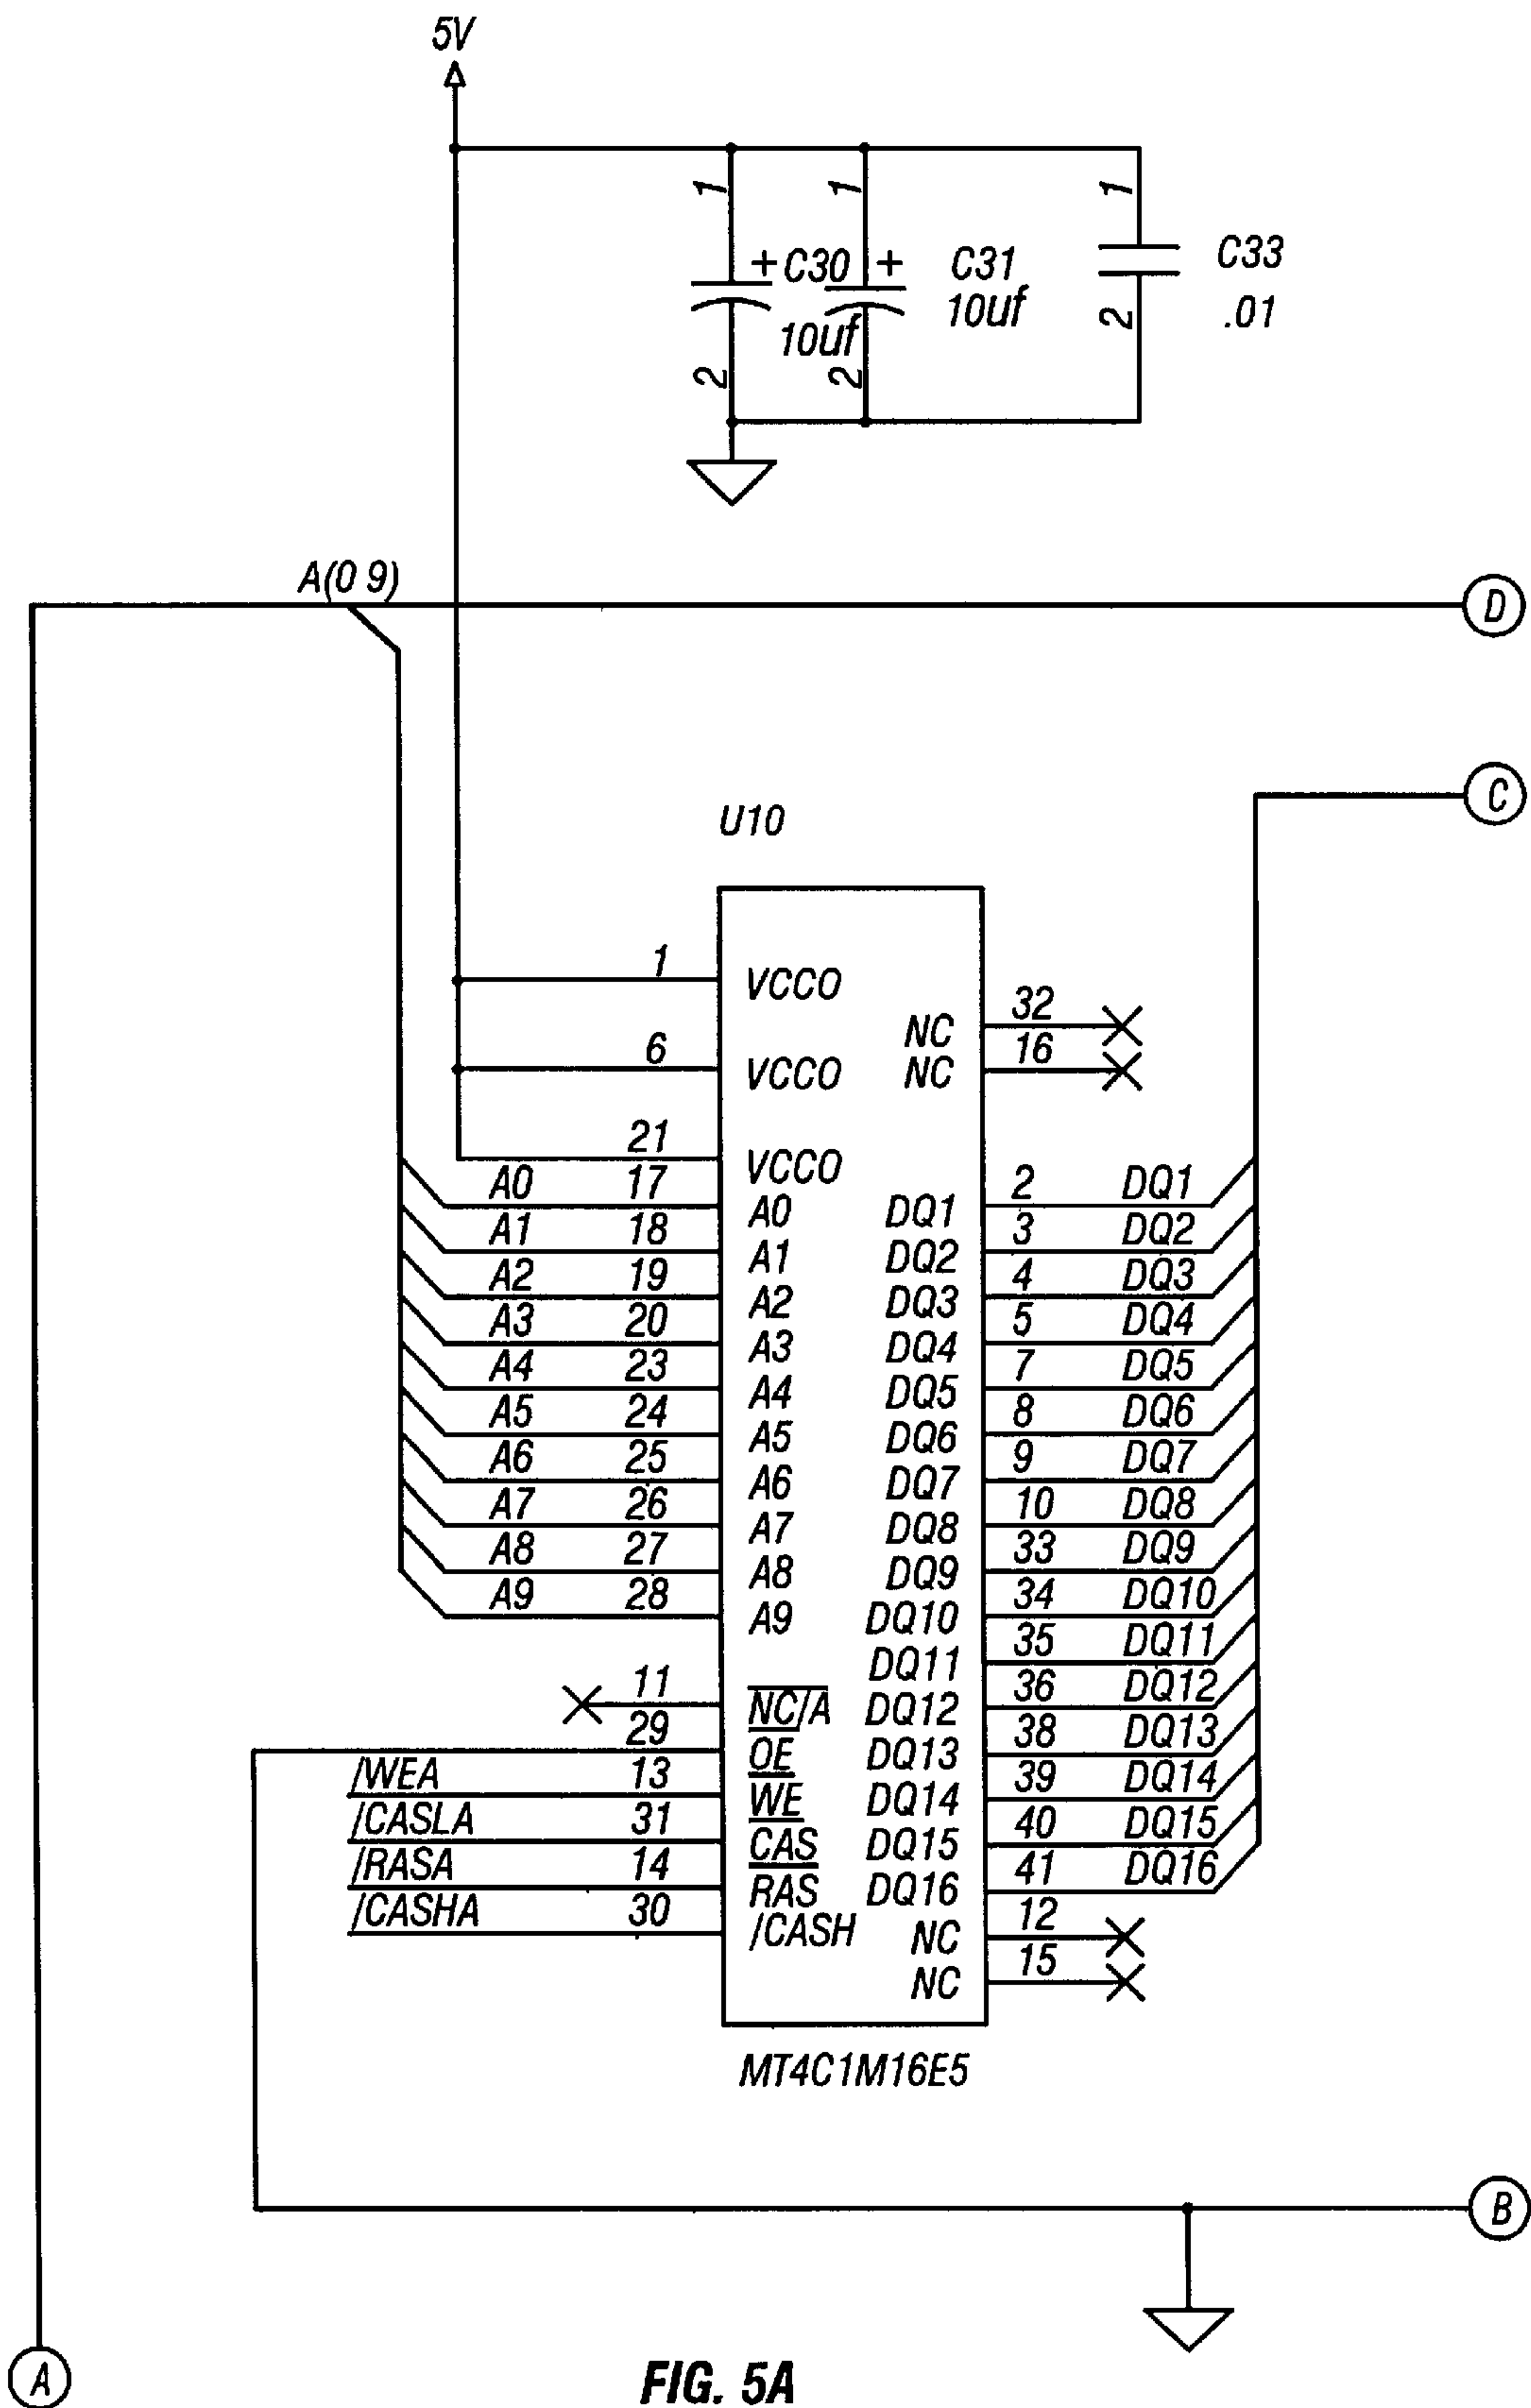 5V
1 1 1
+ C30 + C31 C33
10uf 10uf .01
2 2 2
A(0 9)
D
C
U10
1 VCCO
NC 32
6 VCCO
NC 16
21 VCCO
A0 17 A0 DQ1 2 DQ1
A1 18 A1 DQ2 3 DQ2
A2 19 A2 DQ3 4 DQ3
A3 20 A3 DQ4 5 DQ4
A4 23 A4 DQ5 7 DQ5
A5 24 A5 DQ6 8 DQ6
A6 25 A6 DQ7 9 DQ7
A7 26 A7 DQ8 10 DQ8
A8 27 A8 DQ9 33 DQ9
A9 28 A9 DQ10 34 DQ10
DQ11 35 DQ11
11 NC/A DQ12 36 DQ12
29 OE DQ13 38 DQ13
/WEA 13 WE DQ14 39 DQ14
/CASLA 31 CAS DQ15 40 DQ15
/RASA 14 RAS DQ16 41 DQ16
/CASHA 30 /CASH NC 12
NC 15
MT4C1M16E5
B
A
FIG. 5A